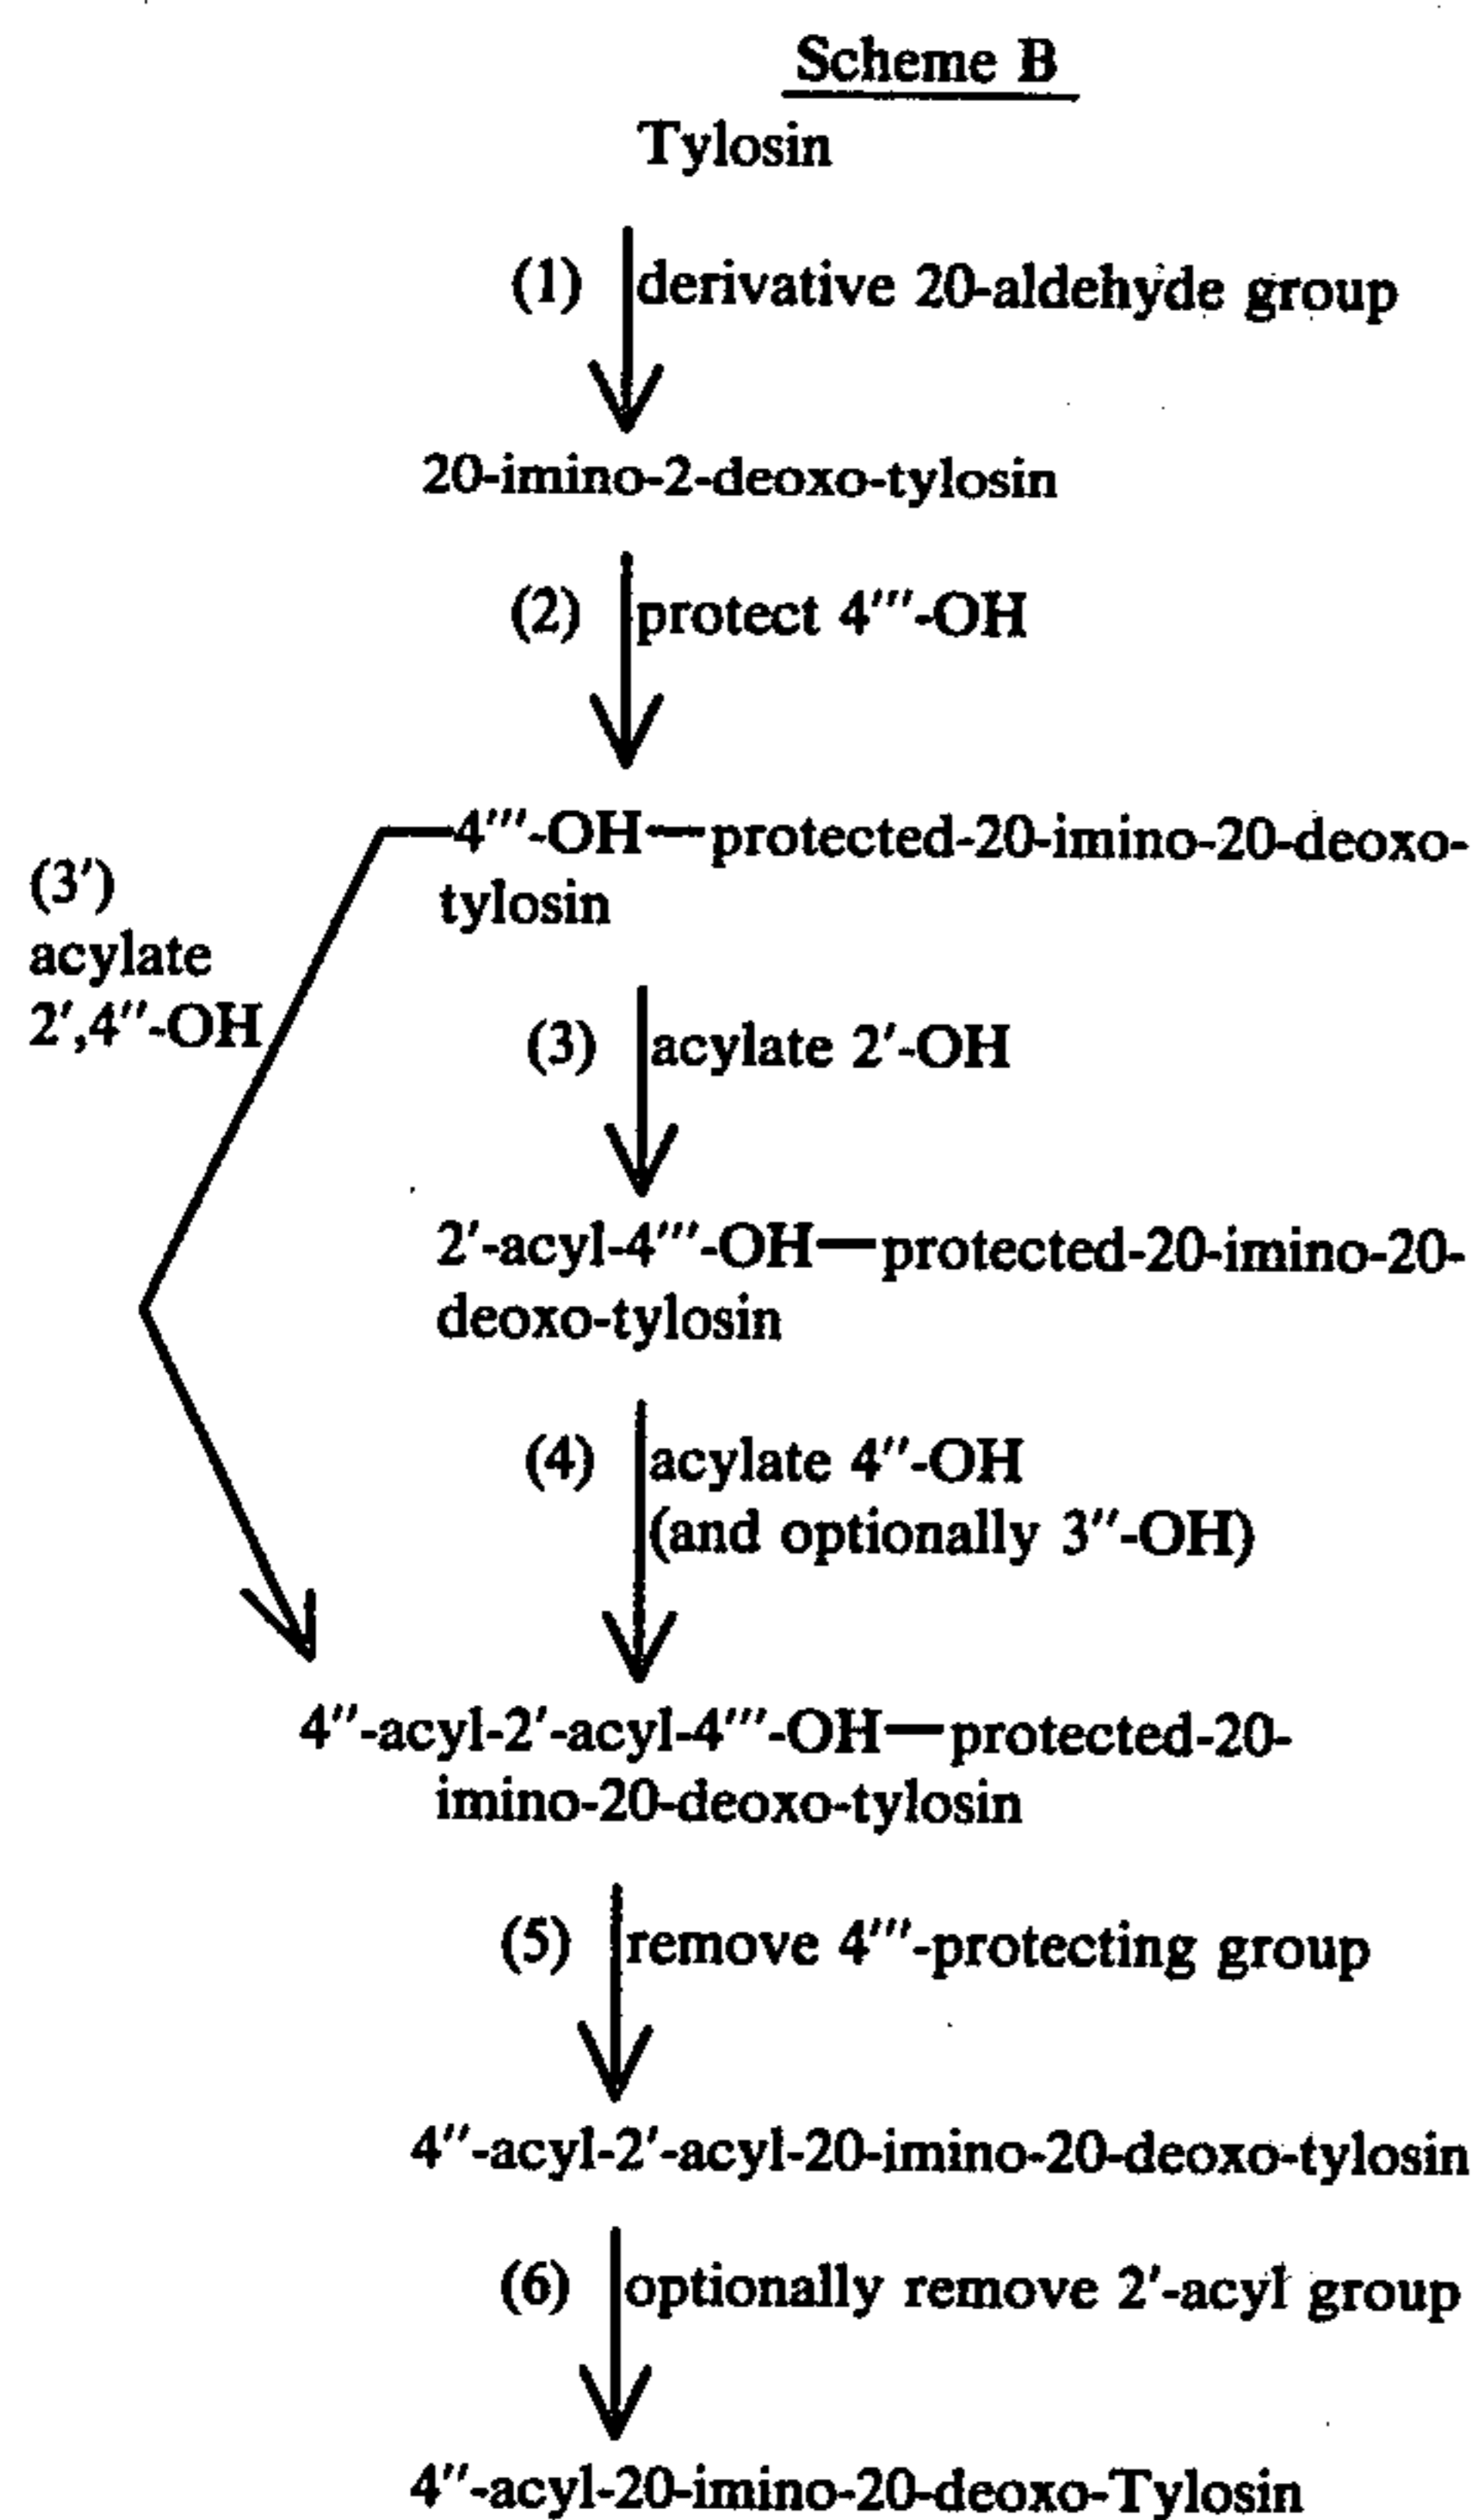 Scheme B
Tylosin
(1) derivative 20-aldehyde group
20-imino-2-deoxo-tylosin
(2) protect 4‴-OH
4‴-OH—protected-20-imino-20-deoxo-
tylosin
(3′)
acylate
2′,4″-OH
(3) acylate 2′-OH
2′-acyl-4‴-OH—protected-20-imino-20-
deoxo-tylosin
(4) acylate 4″-OH
(and optionally 3″-OH)
4″-acyl-2′-acyl-4‴-OH—protected-20-
imino-20-deoxo-tylosin
(5) remove 4‴-protecting group
4″-acyl-2′-acyl-20-imino-20-deoxo-tylosin
(6) optionally remove 2′-acyl group
4″-acyl-20-imino-20-deoxo-Tylosin